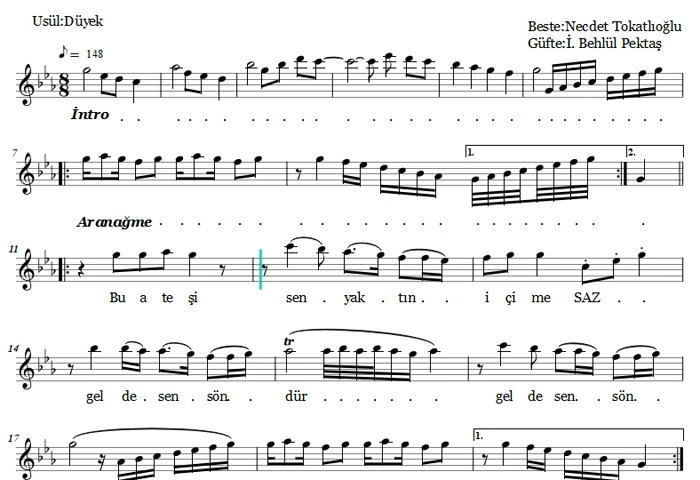 Usül:Düyek
Beste:Necdet Tokatlıoğlu
Güfte:İ. Behlül Pektaş
♪ = 148
8
8
İntro . . . . . . . . . . . . . . . .
7
1.
2.
Aranağme . . . . . . . . . . . . . . . . .
11
Bu a te şi sen . yak . tın . . i çi me SAZ . .
14
tr
gel de . sen . sön . dür . . . . . . gel de sen . sön .
17
1.